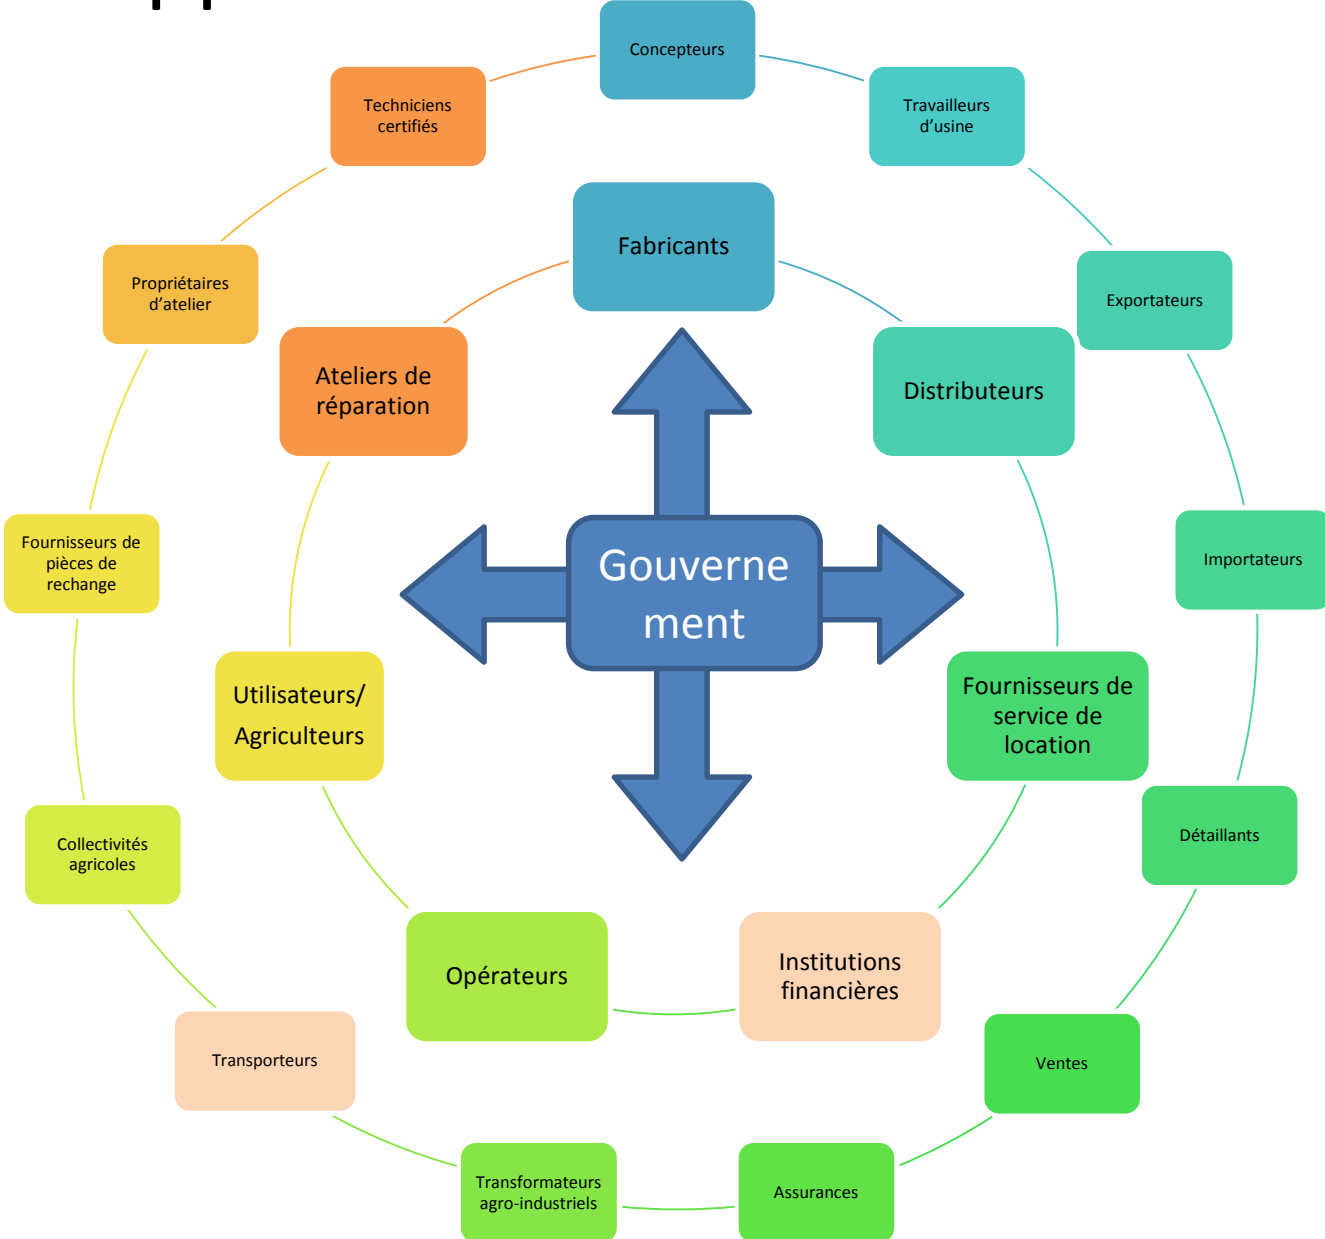 Concepteurs
Techniciens
certifiés
Travailleurs
d’usine
Fabricants
Propriétaires
d’atelier
Exportateurs
Ateliers de
réparation
Distributeurs
Fournisseurs de
pièces de
rechange
Gouverne
ment
Importateurs
Utilisateurs/
Agriculteurs
Fournisseurs de
service de
location
Collectivités
agricoles
Détaillants
Opérateurs
Institutions
financières
Transporteurs
Ventes
Transformateurs
agro-industriels
Assurances